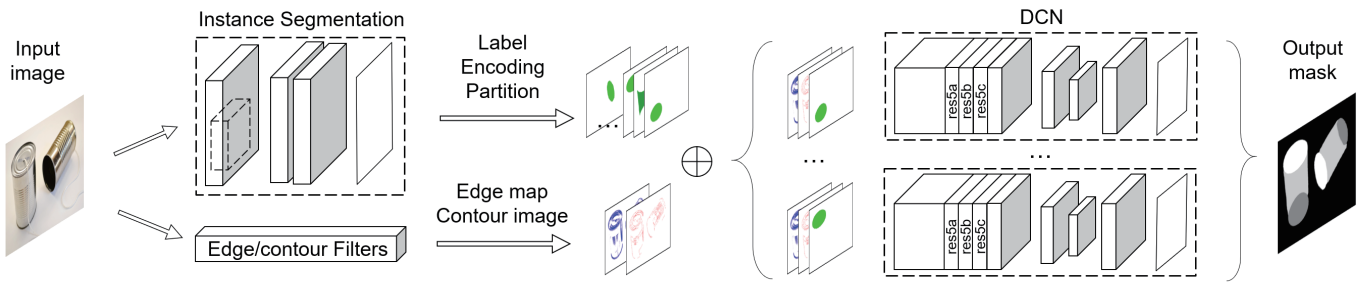 Input
image
Instance Segmentation
Edge/contour Filters
Label
Encoding
Partition
Edge map
Contour image
...
...
DCN
res5a
res5b
res5c
...
res5a
res5b
res5c
Output
mask